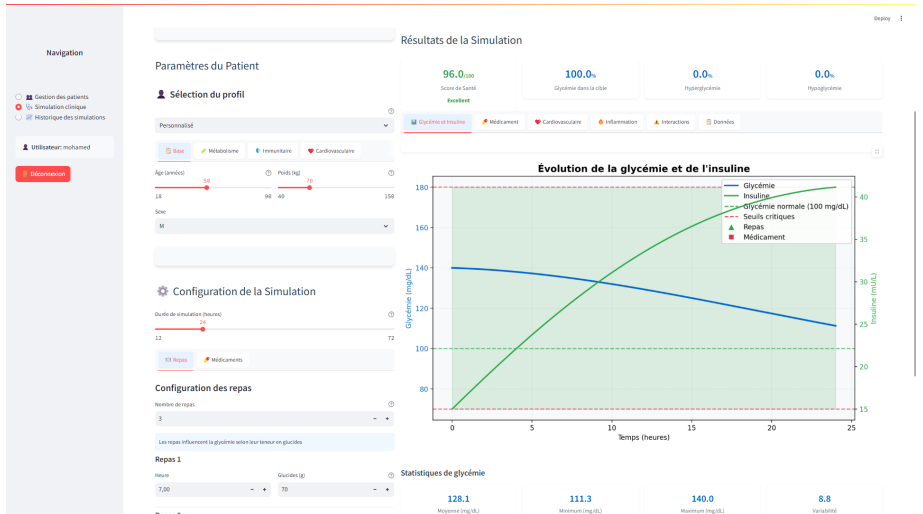 Deploy
Navigation
Gestion des patients
Simulation clinique
Historique des simulations
Utilisateur: mohamed
Déconnexion
Paramètres du Patient
Sélection du profil
Personnalisé
Base Métabolisme Immunitaire Cardiovasculaire
Âge (années) Poids (kg)
70
18 90 40 150
Sexe
M
Configuration de la Simulation
Durée de simulation (heures)
24
12 72
Repas Médicaments
Configuration des repas
Nombre de repas
3 - +
Les repas influencent la glycémie selon leur teneur en glucides
Repas 1
Heure Glucides (g)
7,00 - + 70 - +
Résultats de la Simulation
96.0/100 100.0% 0.0% 0.0%
Score de Santé Glycémie dans la cible Hyperglycémie Hypoglycémie
Excellent
Glycémie et Insuline Médicament Cardiovasculaire Inflammation Interactions Données
Évolution de la glycémie et de l'insuline
Glycémie
Insuline
Glycémie normale (100 mg/dL)
Seuils critiques
Repas
Médicament
Glycémie (mg/dL)
180
160
140
120
100
80
Insuline (mU/L)
40
35
30
25
20
15
0 5 10 15 20 25
Temps (heures)
Statistiques de glycémie
128.1 111.3 140.0 8.8
Moyenne (mg/dL) Minimum (mg/dL) Maximum (mg/dL) Variabilité